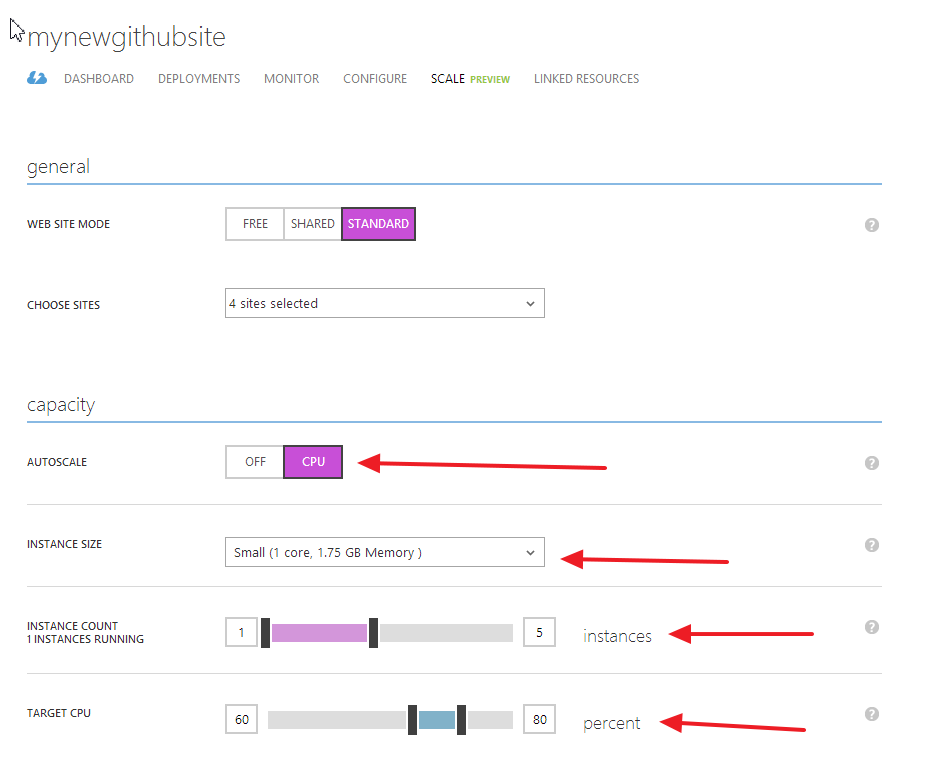 mynewgithubsite
DASHBOARD DEPLOYMENTS MONITOR CONFIGURE SCALE PREVIEW LINKED RESOURCES
general
WEB SITE MODE FREE SHARED STANDARD ?
CHOOSE SITES 4 sites selected
capacity
AUTOSCALE OFF CPU ?
INSTANCE SIZE Small (1 core, 1.75 GB Memory ) ?
INSTANCE COUNT
1 INSTANCES RUNNING 1 5 instances ?
TARGET CPU 60 80 percent ?